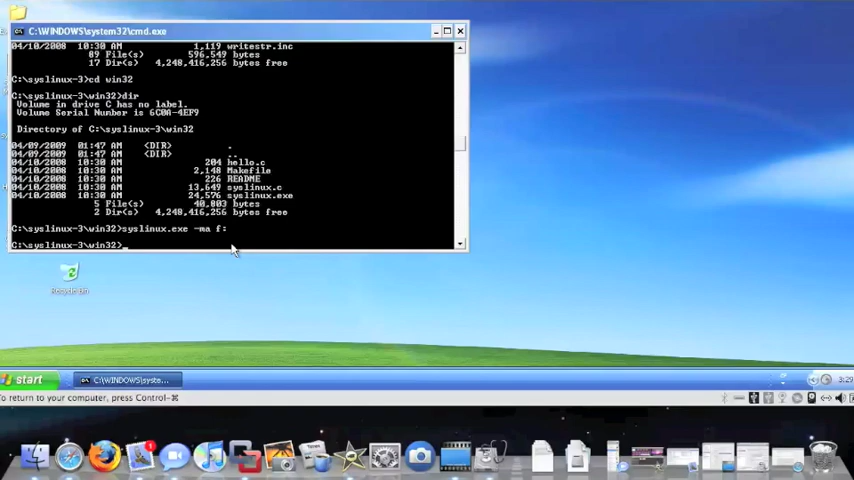 C:\WINDOWS\system32\cmd.exe
04/10/2008  10:30 AM             1,119 writestr.inc
              89 File(s)        596,549 bytes
              17 Dir(s)   4,248,416,256 bytes free
C:\syslinux-3>cd win32
C:\syslinux-3\win32>dir
 Volume in drive C has no label.
 Volume Serial Number is 6C0A-4EF9
 Directory of C:\syslinux-3\win32
04/09/2009  01:47 AM    <DIR>          .
04/09/2009  01:47 AM    <DIR>          ..
04/10/2008  10:30 AM               204 hello.c
04/10/2008  10:30 AM             2,148 Makefile
04/10/2008  10:30 AM               226 README
04/10/2008  10:30 AM            13,649 syslinux.c
04/10/2008  10:30 AM            24,576 syslinux.exe
               5 File(s)         40,803 bytes
               2 Dir(s)   4,248,416,256 bytes free
C:\syslinux-3\win32>syslinux.exe -ma f:
C:\syslinux-3\win32>_
Recycle Bin
start
C:\WINDOWS\syste...
3:29
To return to your computer, press Control-⌘
1